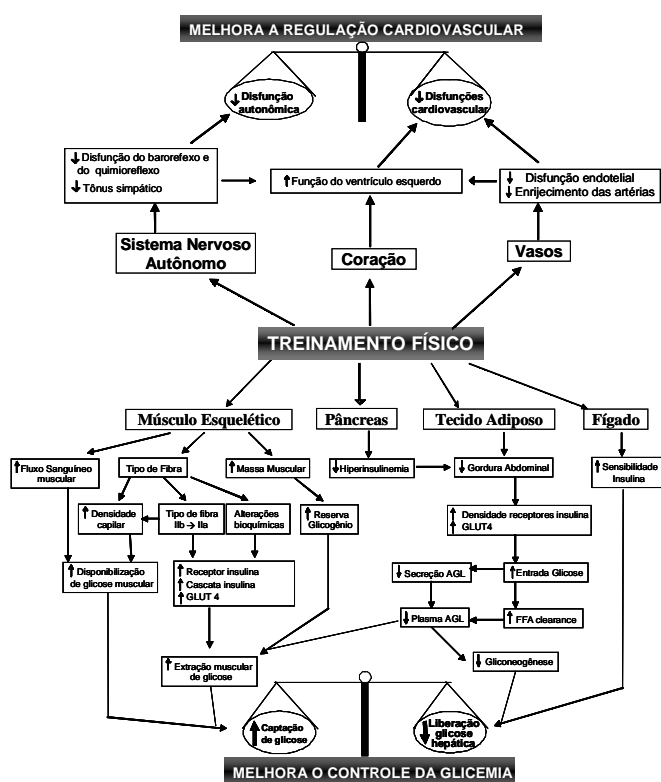 MELHORA A REGULAÇÃO CARDIOVASCULAR
↓ Disfunção
autonômica
↓ Disfunções
cardiovascular
↓ Disfunção do barorefexo e
do quimioreflexo
↓ Tônus simpático
↑ Função do ventrículo esquerdo
↓ Disfunção endotelial
↓ Enrijecimento das artérias
Sistema Nervoso
Autônomo
Coração
Vasos
TREINAMENTO FÍSICO
Músculo Esquelético
Pâncreas
Tecido Adiposo
Fígado
↑ Fluxo Sanguíneo
muscular
Tipo de Fibra
↑ Massa Muscular
↓ Hiperinsulinemia
↓ Gordura Abdominal
↑ Sensibilidade
Insulina
↑ Densidade
capilar
Tipo de fibra
IIb → IIa
Alterações
bioquímicas
↑ Reserva
Glicogênio
↑ Densidade receptores insulina
↑ GLUT4
↑ Disponibilização
de glicose muscular
↑ Receptor insulina
↑ Cascata insulina
↑ GLUT 4
↓ Secreção AGL
↑ Entrada Glicose
↓ Plasma AGL
↑ FFA clearance
↑ Extração muscular
de glicose
↓ Gliconeogênese
↑ Captação
de glicose
↓ Liberação
glicose
hepática
MELHORA O CONTROLE DA GLICEMIA